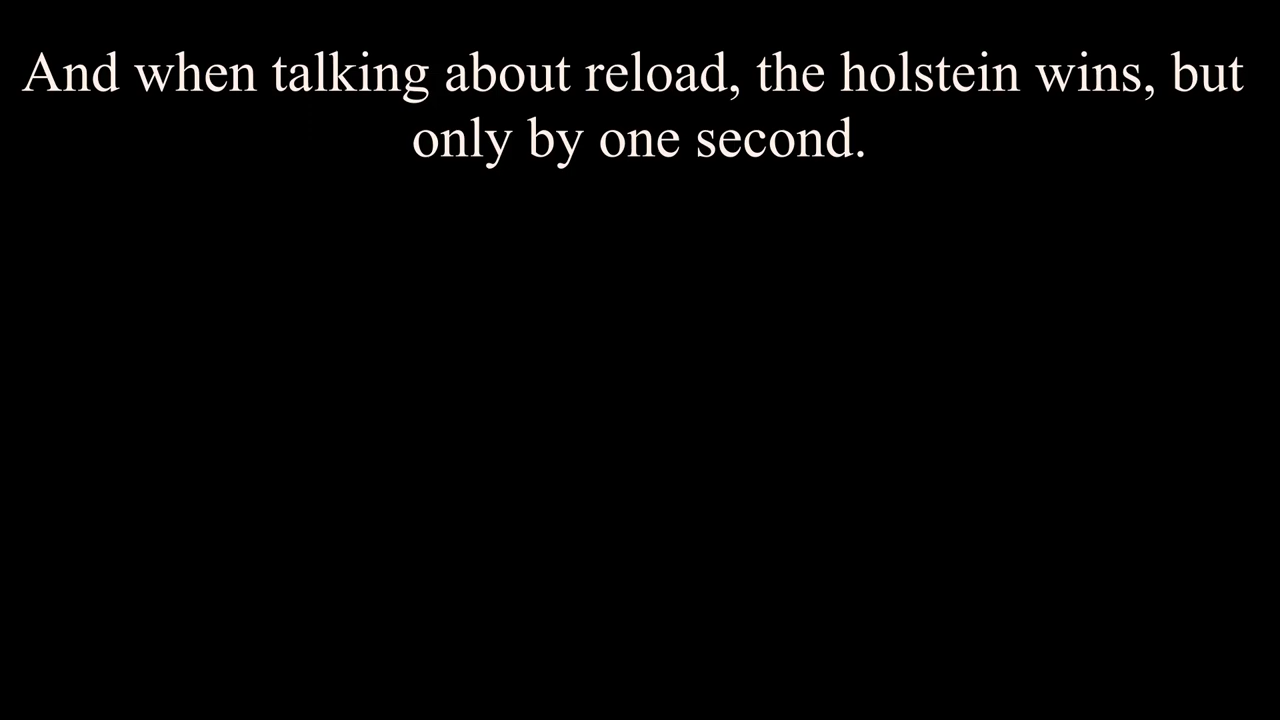 And when talking about reload, the holstein wins, but
only by one second.